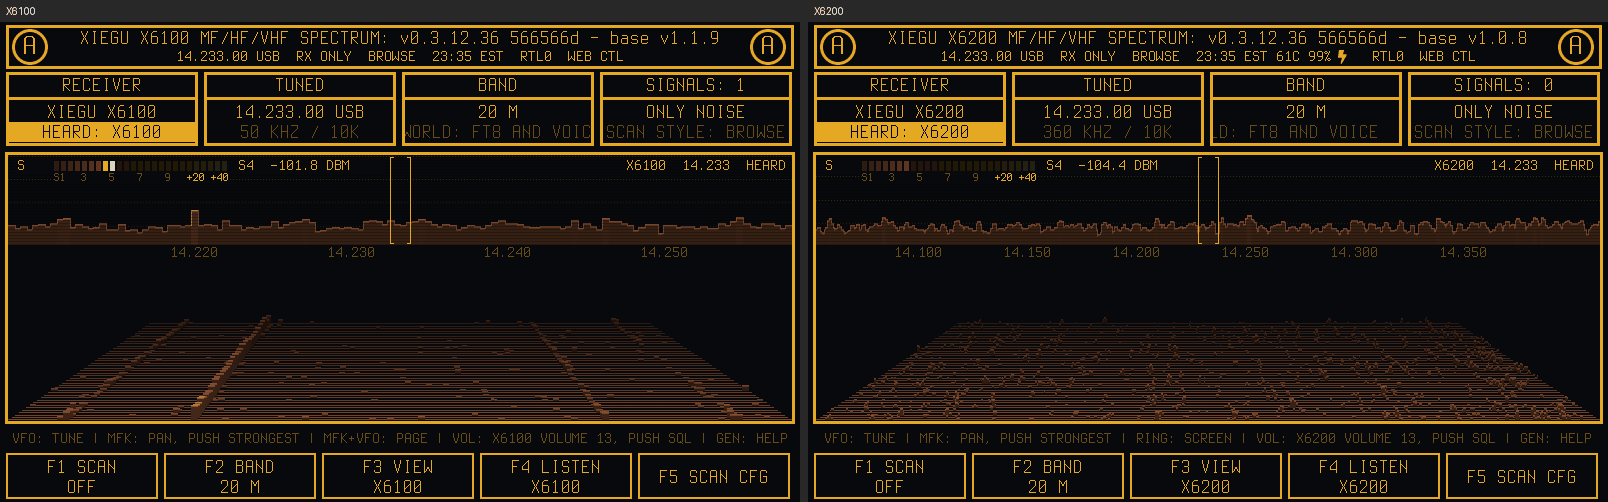 X6100
A
XIEGU X6100 MF/HF/VHF SPECTRUM: v0.3.12.36 566566d - base v1.1.9
14.233.00 USB RX ONLY BROWSE 23:35 EST RTL0 WEB CTL
A
RECEIVER
XIEGU X6100
HEARD: X6100
TUNED
14.233.00 USB
50 KHZ / 10K
BAND
20 M
WORLD: FT8 AND VOIC
SIGNALS: 1
ONLY NOISE
SCAN STYLE: BROWSE
S S4 -101.8 DBM X6100 14.233 HEARD
S1 3 5 7 9 +20 +40
14.220 14.230 14.240 14.250
VFO: TUNE | MFK: PAN, PUSH STRONGEST | MFK+VFO: PAGE | VOL: X6100 VOLUME 13, PUSH SQL | GEN: HELP
F1 SCAN
OFF
F2 BAND
20 M
F3 VIEW
X6100
F4 LISTEN
X6100
F5 SCAN CFG
X6200
A
XIEGU X6200 MF/HF/VHF SPECTRUM: v0.3.12.36 566566d - base v1.0.8
14.233.00 USB RX ONLY BROWSE 23:35 EST 61C 99% RTL0 WEB CTL
A
RECEIVER
XIEGU X6200
HEARD: X6200
TUNED
14.233.00 USB
360 KHZ / 10K
BAND
20 M
LD: FT8 AND VOICE
SIGNALS: 0
ONLY NOISE
SCAN STYLE: BROWSE
S S4 -104.4 DBM X6200 14.233 HEARD
S1 3 5 7 9 +20 +40
14.100 14.150 14.200 14.250 14.300 14.350
VFO: TUNE | MFK: PAN, PUSH STRONGEST | RING: SCREEN | VOL: X6200 VOLUME 13, PUSH SQL | GEN: HELP
F1 SCAN
OFF
F2 BAND
20 M
F3 VIEW
X6200
F4 LISTEN
X6200
F5 SCAN CFG